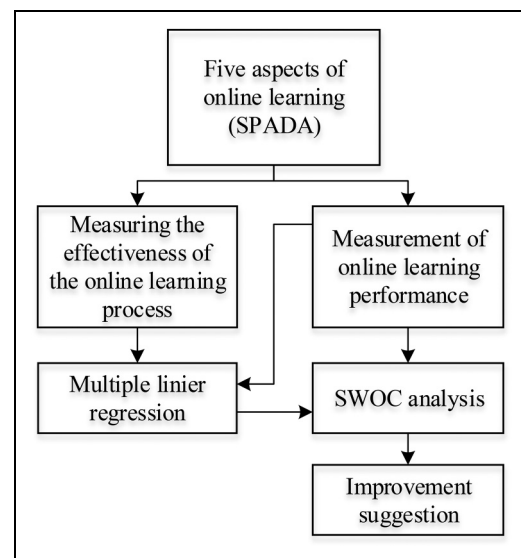 Five aspects of
online learning
(SPADA)
Measuring the
effectiveness of
the online learning
process
Measurement of
online learning
performance
Multiple linier
regression
SWOC analysis
Improvement
suggestion